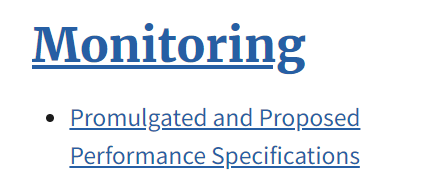 Monitoring
Promulgated and Proposed
Performance Specifications